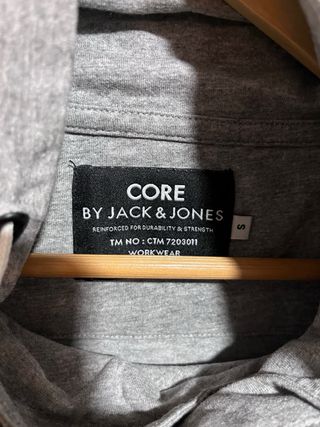 CORE
BY JACK & JONES
REINFORCED FOR DURABILITY & STRENGTH
TM NO : CTM 7203011
WORKWEAR
S